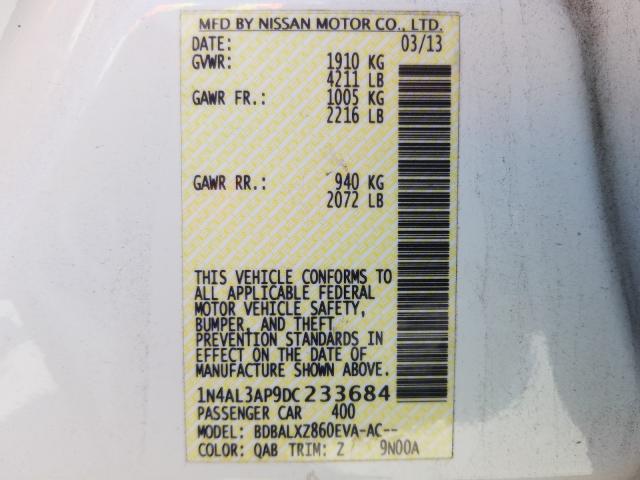 MFD BY NISSAN MOTOR CO., LTD.
DATE: 03/13
GVWR: 1910 KG
4211 LB
GAWR FR.: 1005 KG
2216 LB
GAWR RR.: 940 KG
2072 LB
THIS VEHICLE CONFORMS TO
ALL APPLICABLE FEDERAL
MOTOR VEHICLE SAFETY,
BUMPER, AND THEFT
PREVENTION STANDARDS IN
EFFECT ON THE DATE OF
MANUFACTURE SHOWN ABOVE.
1N4AL3AP9DC233684
PASSENGER CAR 400
MODEL: BDBALXZ860EVA-AC--
COLOR: QAB TRIM: Z 9N00A